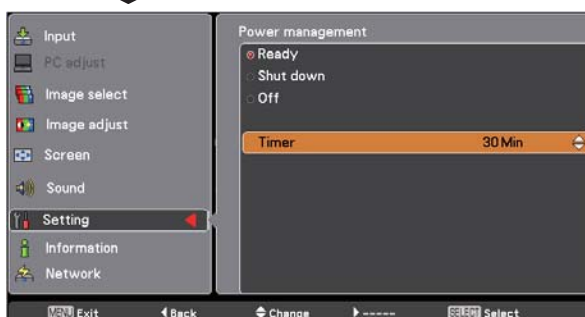 Input
PC adjust
Image select
Image adjust
Screen
Sound
Setting
Information
Network
Power management
Ready
Shut down
Off
Timer 30 Min
MENU Exit Back Change ----- SELECT Select